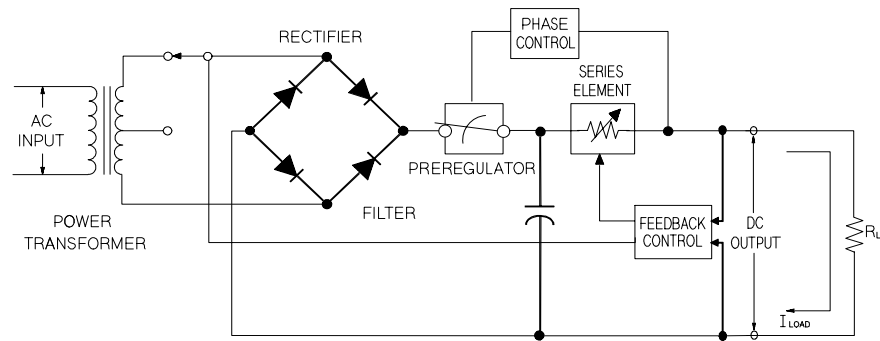 PHASE
CONTROL
RECTIFIER
SERIES
ELEMENT
AC
INPUT
PREREGULATOR
POWER
TRANSFORMER
FILTER
FEEDBACK
CONTROL
DC
OUTPUT
RL
ILOAD